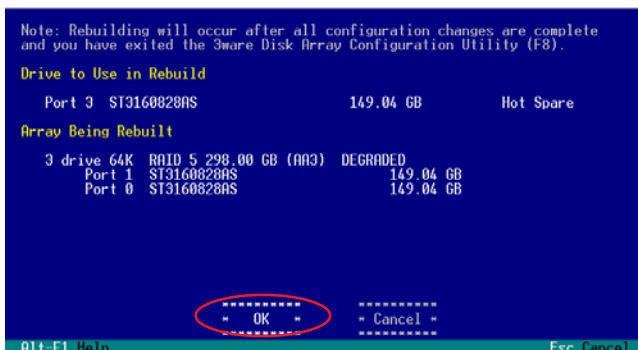 Note: Rebuilding will occur after all configuration changes are complete
and you have exited the 3ware Disk Array Configuration Utility (F8).
Drive to Use in Rebuild
Port 3 ST3160828AS 149.04 GB Hot Spare
Array Being Rebuilt
3 drive 64K RAID 5 298.00 GB (AA3) DEGRADED
Port 1 ST3160828AS 149.04 GB
Port 0 ST3160828AS 149.04 GB
OK Cancel
Alt-F1 Help Esc Cancel